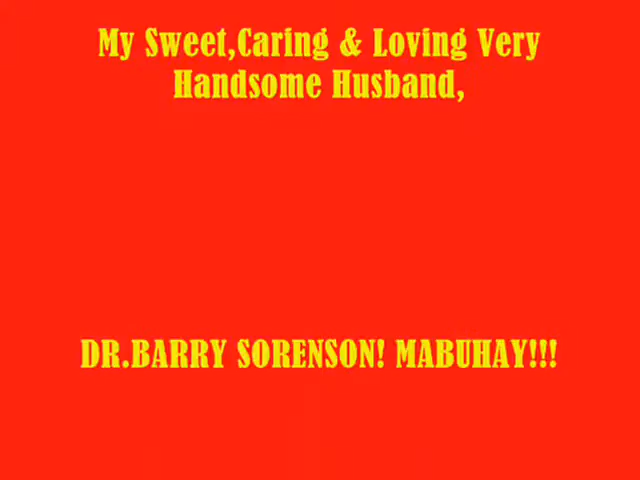 My Sweet,Caring & Loving Very
Handsome Husband,
DR.BARRY SORENSON! MABUHAY!!!